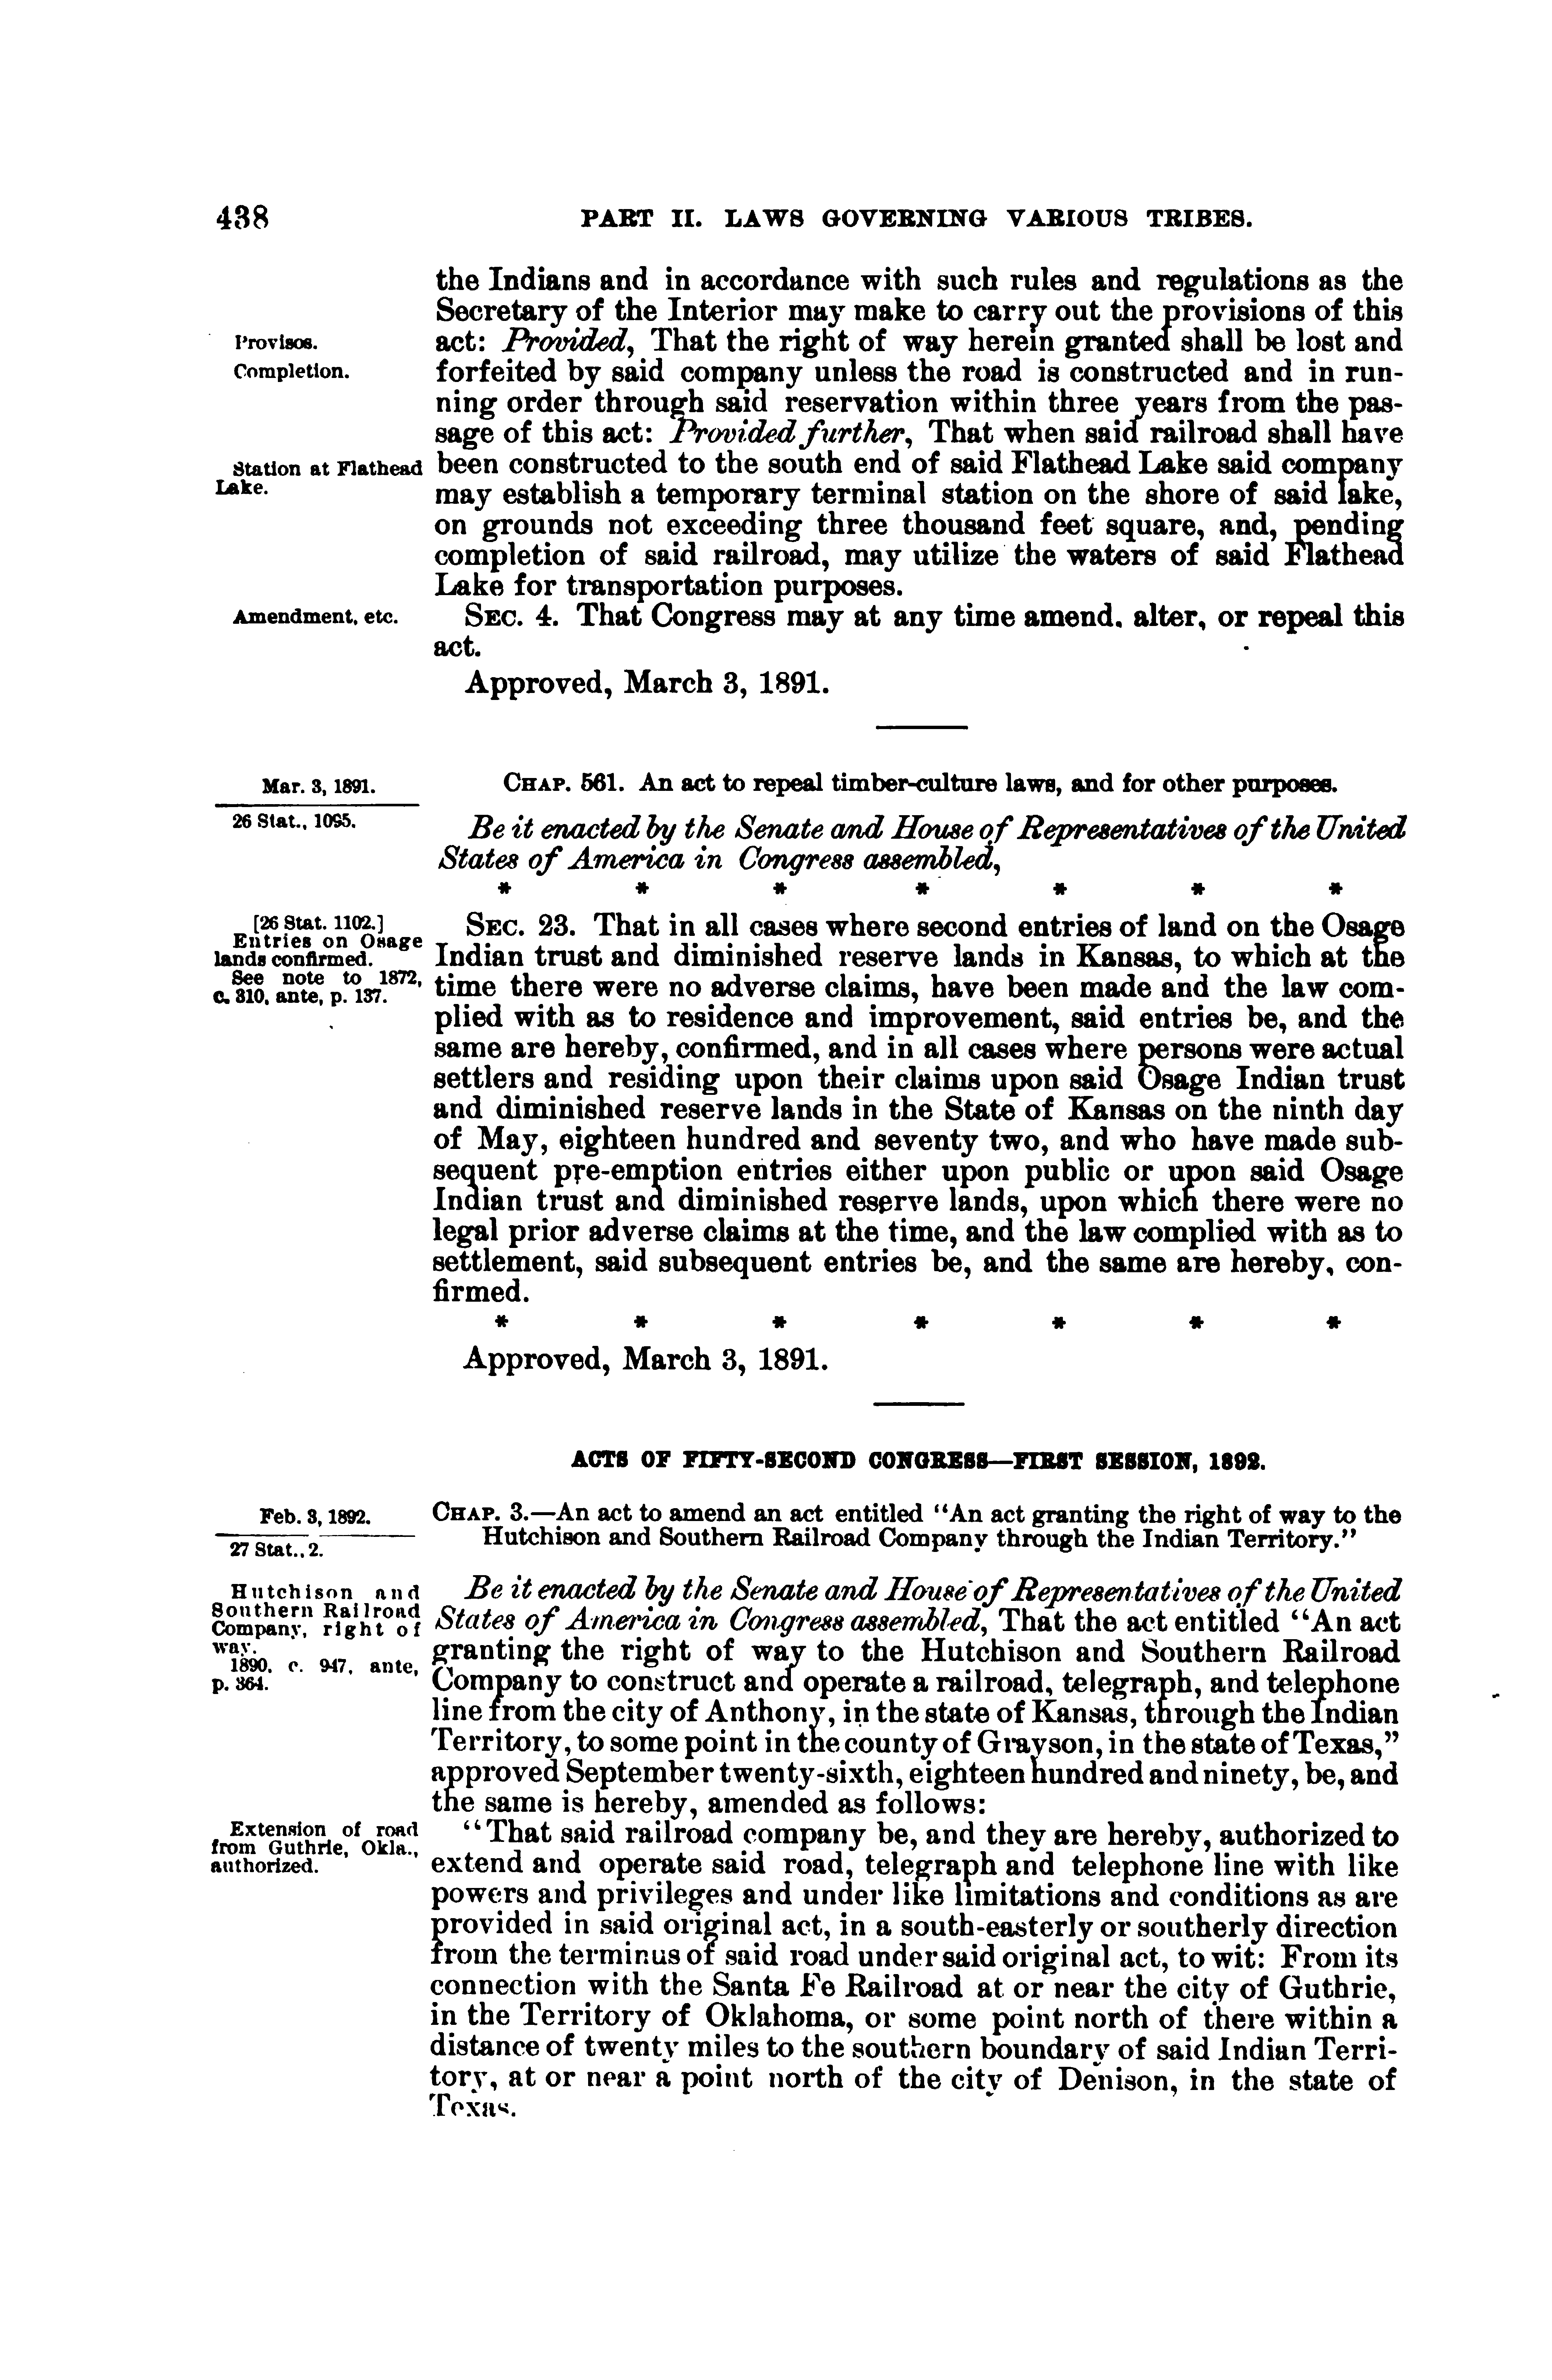 438
PART II. LAWS GOVERNING VARIOUS TRIBES.
the Indians and in accordance with such rules and regulations as the
Secretary of the Interior may make to carry out the provisions of this
Provisos.
act: Provided, That the right of way herein granted shall be lost and
Completion.
forfeited by said company unless the road is constructed and in run-
ning order through said reservation within three years from the pas-
sage of this act: Provided further, That when said railroad shall have
Station at Flathead
Lake.
been constructed to the south end of said Flathead Lake said company
may establish a temporary terminal station on the shore of said lake,
on grounds not exceeding three thousand feet square, and, pending
completion of said railroad, may utilize the waters of said Flathead
Lake for transportation purposes.
Amendment, etc.
SEC. 4. That Congress may at any time amend, alter, or repeal this
act.
Approved, March 3, 1891.
Mar. 3, 1891.
26 Stat., 1095.
CHAP. 561. An act to repeal timber-culture laws, and for other purposes.
Be it enacted by the Senate and House of Representatives of the United
States of America in Congress assembled,
* * * * * * *
[26 Stat. 1102.]
Entries on Osage
lands confirmed.
See note to 1872,
c. 310, ante, p. 137.
SEC. 23. That in all cases where second entries of land on the Osage
Indian trust and diminished reserve lands in Kansas, to which at the
time there were no adverse claims, have been made and the law com-
plied with as to residence and improvement, said entries be, and the
same are hereby, confirmed, and in all cases where persons were actual
settlers and residing upon their claims upon said Osage Indian trust
and diminished reserve lands in the State of Kansas on the ninth day
of May, eighteen hundred and seventy two, and who have made sub-
sequent pre-emption entries either upon public or upon said Osage
Indian trust and diminished reserve lands, upon which there were no
legal prior adverse claims at the time, and the law complied with as to
settlement, said subsequent entries be, and the same are hereby, con-
firmed.
* * * * * * *
Approved, March 3, 1891.
ACTS OF FIFTY-SECOND CONGRESS—FIRST SESSION, 1892.
Feb. 3, 1892.
27 Stat., 2.
CHAP. 3.—An act to amend an act entitled "An act granting the right of way to the
Hutchison and Southern Railroad Company through the Indian Territory."
Hutchison and
Southern Railroad
Company, right of
way.
1890, c. 947, ante,
p. 364.
Be it enacted by the Senate and House of Representatives of the United
States of America in Congress assembled, That the act entitled "An act
granting the right of way to the Hutchison and Southern Railroad
Company to construct and operate a railroad, telegraph, and telephone
line from the city of Anthony, in the state of Kansas, through the Indian
Territory, to some point in the county of Grayson, in the state of Texas,"
approved September twenty-sixth, eighteen hundred and ninety, be, and
the same is hereby, amended as follows:
Extension of road
from Guthrie, Okla.,
authorized.
"That said railroad company be, and they are hereby, authorized to
extend and operate said road, telegraph and telephone line with like
powers and privileges and under like limitations and conditions as are
provided in said original act, in a south-easterly or southerly direction
from the terminus of said road under said original act, to wit: From its
connection with the Santa Fe Railroad at or near the city of Guthrie,
in the Territory of Oklahoma, or some point north of there within a
distance of twenty miles to the southern boundary of said Indian Terri-
tory, at or near a point north of the city of Denison, in the state of
Texas.